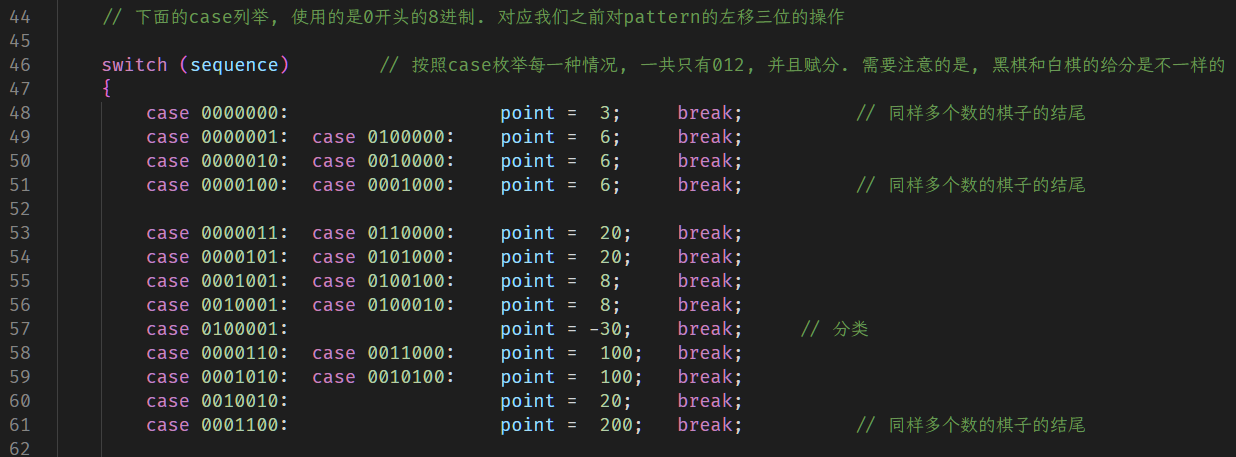 44 // 下面的case列举, 使用的是0开头的8进制. 对应我们之前对pattern的左移三位的操作
45
46 switch (sequence) // 按照case枚举每一种情况, 一共只有012, 并且赋分. 需要注意的是, 黑棋和白棋的给分是不一样的
47 {
48 case 0000000: point = 3; break; // 同样多个数的棋子的结尾
49 case 0000001: case 0100000: point = 6; break;
50 case 0000010: case 0010000: point = 6; break;
51 case 0000100: case 0001000: point = 6; break; // 同样多个数的棋子的结尾
52
53 case 0000011: case 0110000: point = 20; break;
54 case 0000101: case 0101000: point = 20; break;
55 case 0001001: case 0100100: point = 8; break;
56 case 0010001: case 0100010: point = 8; break;
57 case 0100001: point = -30; break; // 分类
58 case 0000110: case 0011000: point = 100; break;
59 case 0001010: case 0010100: point = 100; break;
60 case 0010010: point = 20; break;
61 case 0001100: point = 200; break; // 同样多个数的棋子的结尾
62